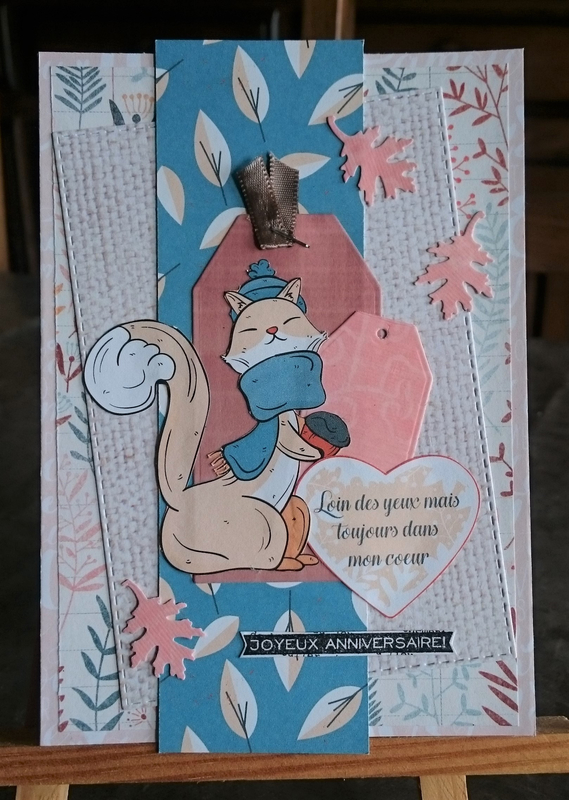 Loin des yeux mais
toujours dans
mon coeur
JOYEUX ANNIVERSAIRE!